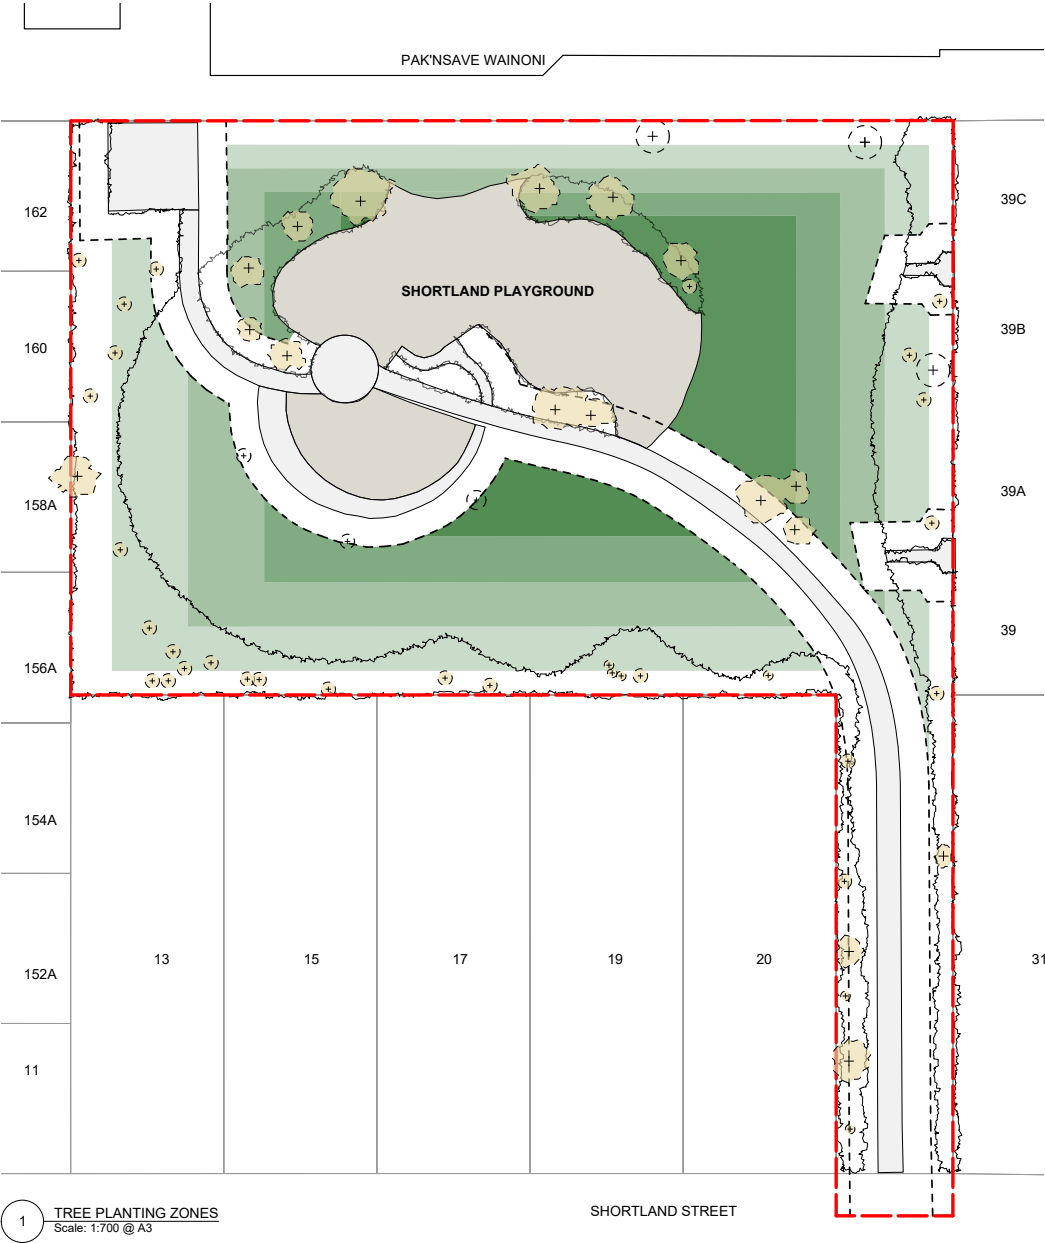 PAK'NSAVE WAINONI
162
39C
SHORTLAND PLAYGROUND
160
39B
158A
39A
156A
39
154A
152A
13
15
17
19
20
31
11
1
TREE PLANTING ZONES
Scale: 1:700 @ A3
SHORTLAND STREET